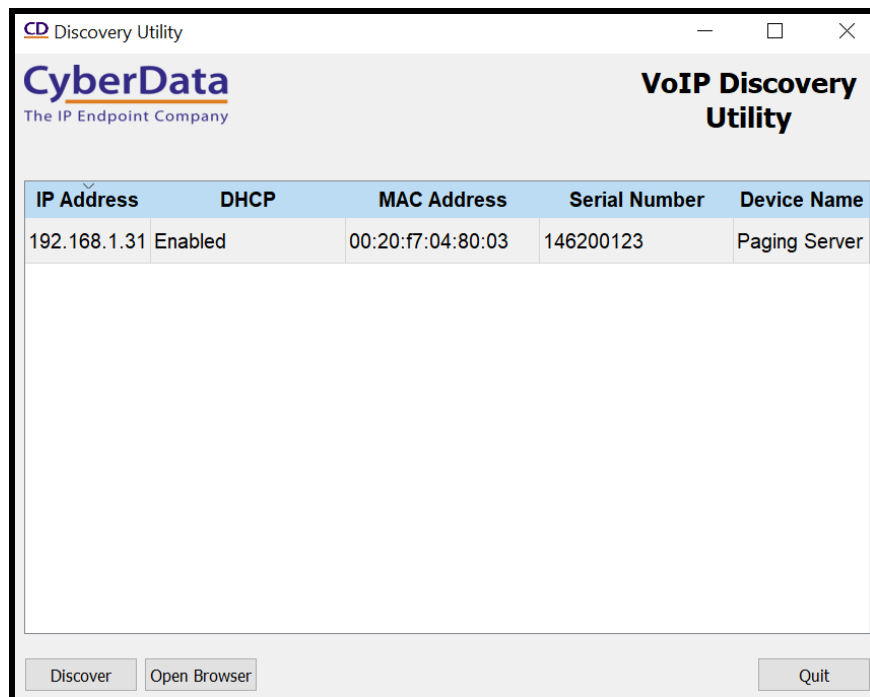 CD Discovery Utility
CyberData
The IP Endpoint Company
VoIP Discovery
Utility
IP Address DHCP MAC Address Serial Number Device Name
192.168.1.31 Enabled 00:20:f7:04:80:03 146200123 Paging Server
Discover Open Browser Quit